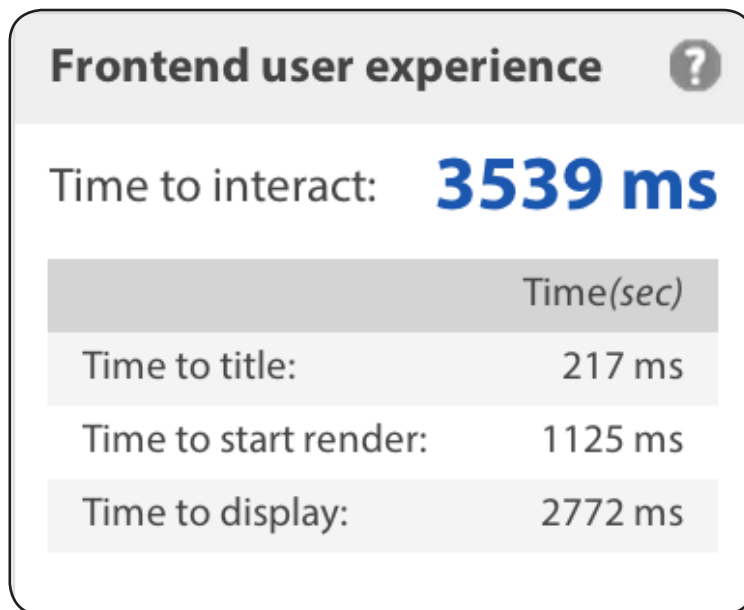 Frontend user experience ?
Time to interact: 3539 ms
Time(sec)
Time to title: 217 ms
Time to start render: 1125 ms
Time to display: 2772 ms